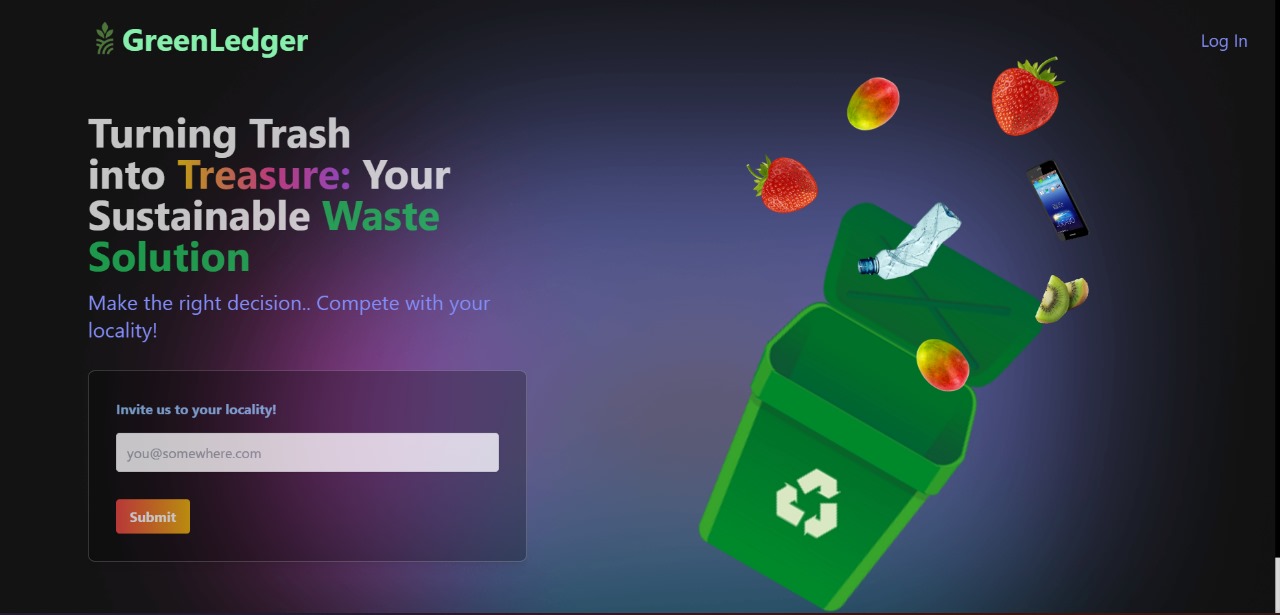 GreenLedger
Log In
Turning Trash
into Treasure: Your
Sustainable Waste
Solution
Make the right decision.. Compete with your
locality!
Invite us to your locality!
you@somewhere.com
Submit